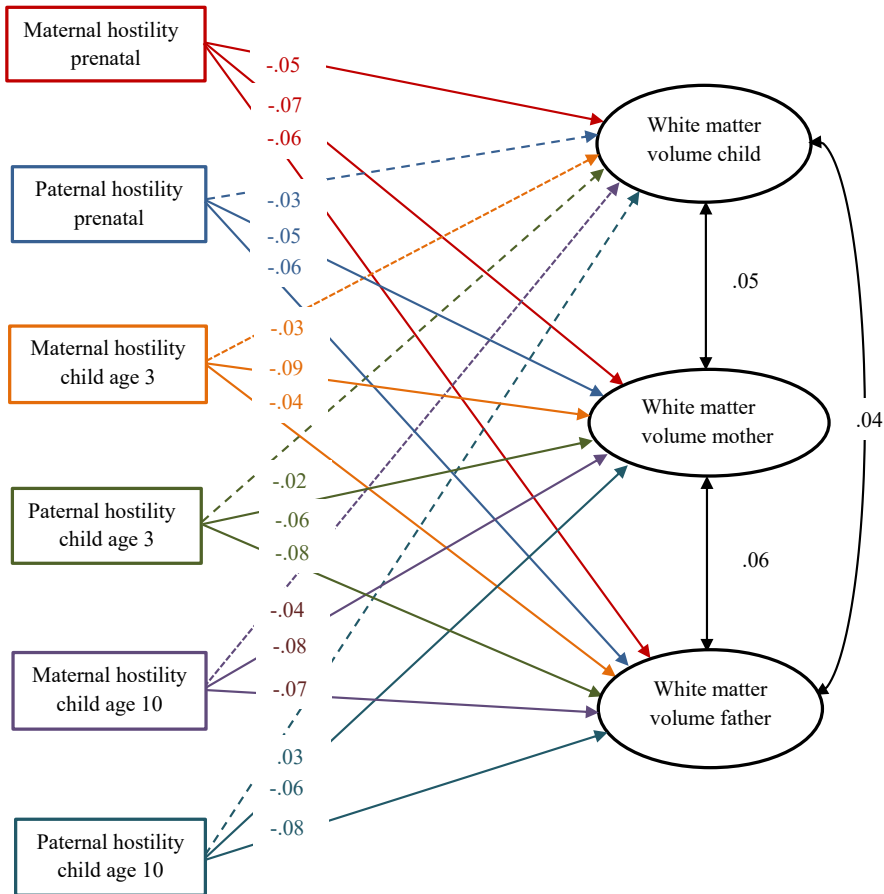 Maternal hostility
prenatal
-.05
-.07
-.06
White matter
volume child
Paternal hostility
prenatal
-.03
-.05
-.06
.05
Maternal hostility
child age 3
-.03
-.09
-.04
White matter
volume mother
.04
Paternal hostility
child age 3
-.02
-.06
-.08
.06
Maternal hostility
child age 10
-.04
-.08
-.07
White matter
volume father
Paternal hostility
child age 10
.03
-.06
-.08